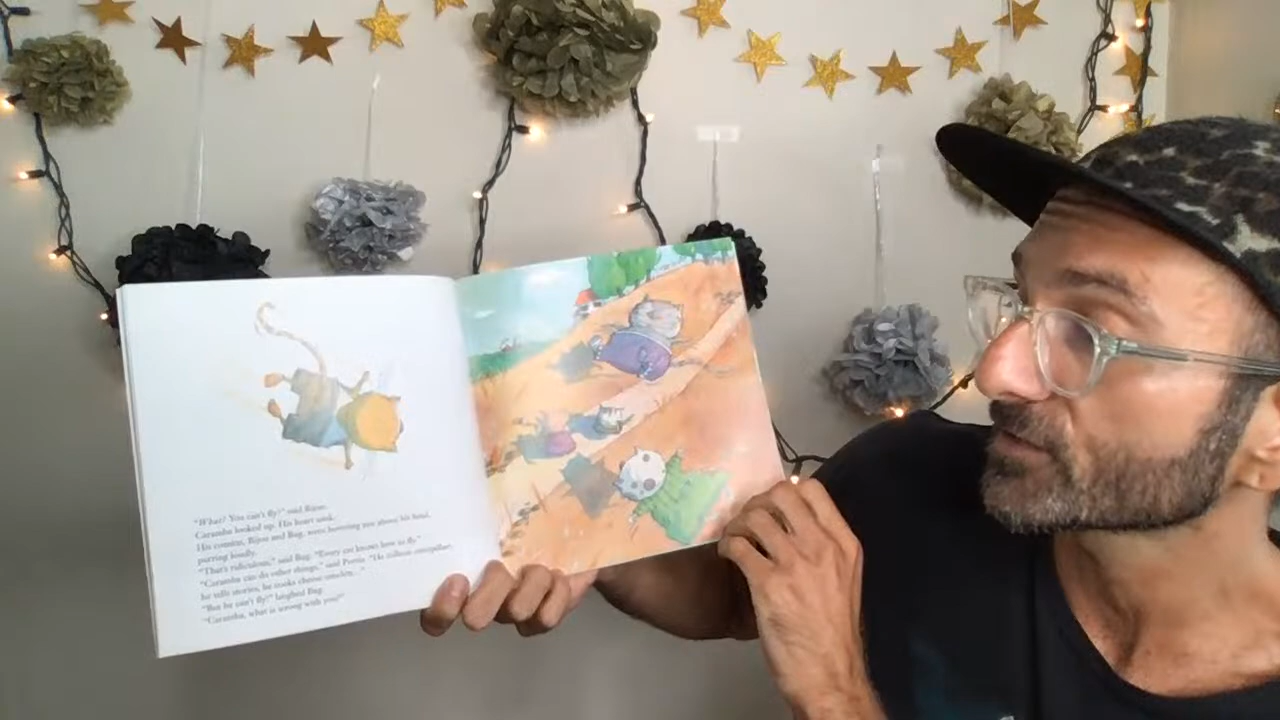 "What? You can't fly?" said Bijou.
Caramba looked up. His heart sank.
His cousins, Bijou and Bug, were hovering just above his head,
purring loudly.
"That's ridiculous," said Bug. "Every cat knows how to fly."
"Caramba can do other things," said Portia. "He collects caterpillars,
he tells stories, he cooks cheese omelets..."
"But he can't fly!" laughed Bug.
"Caramba, what is wrong with you?"